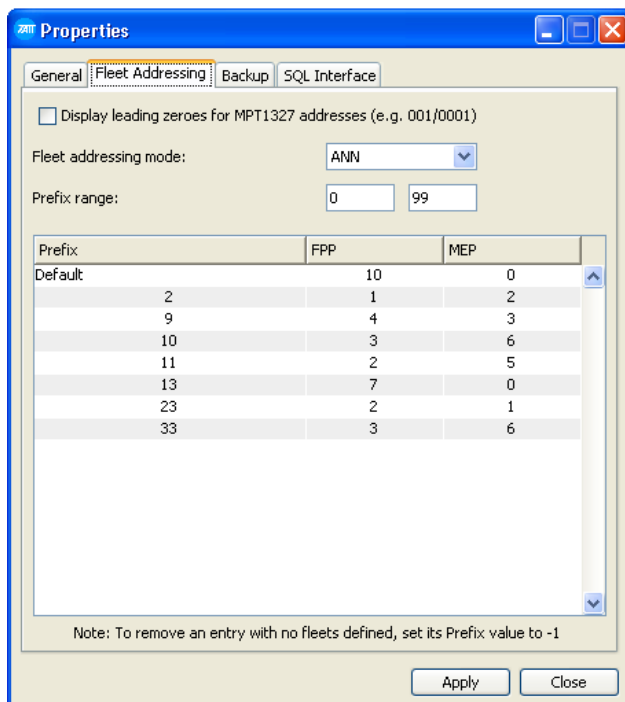 TAIT Properties
General Fleet Addressing Backup SQL Interface
Display leading zeroes for MPT1327 addresses (e.g. 001/0001)
Fleet addressing mode: ANN
Prefix range: 0 99
Prefix FPP MEP
Default 10 0
2 1 2
9 4 3
10 3 6
11 2 5
13 7 0
23 2 1
33 3 6
Note: To remove an entry with no fleets defined, set its Prefix value to -1
Apply Close